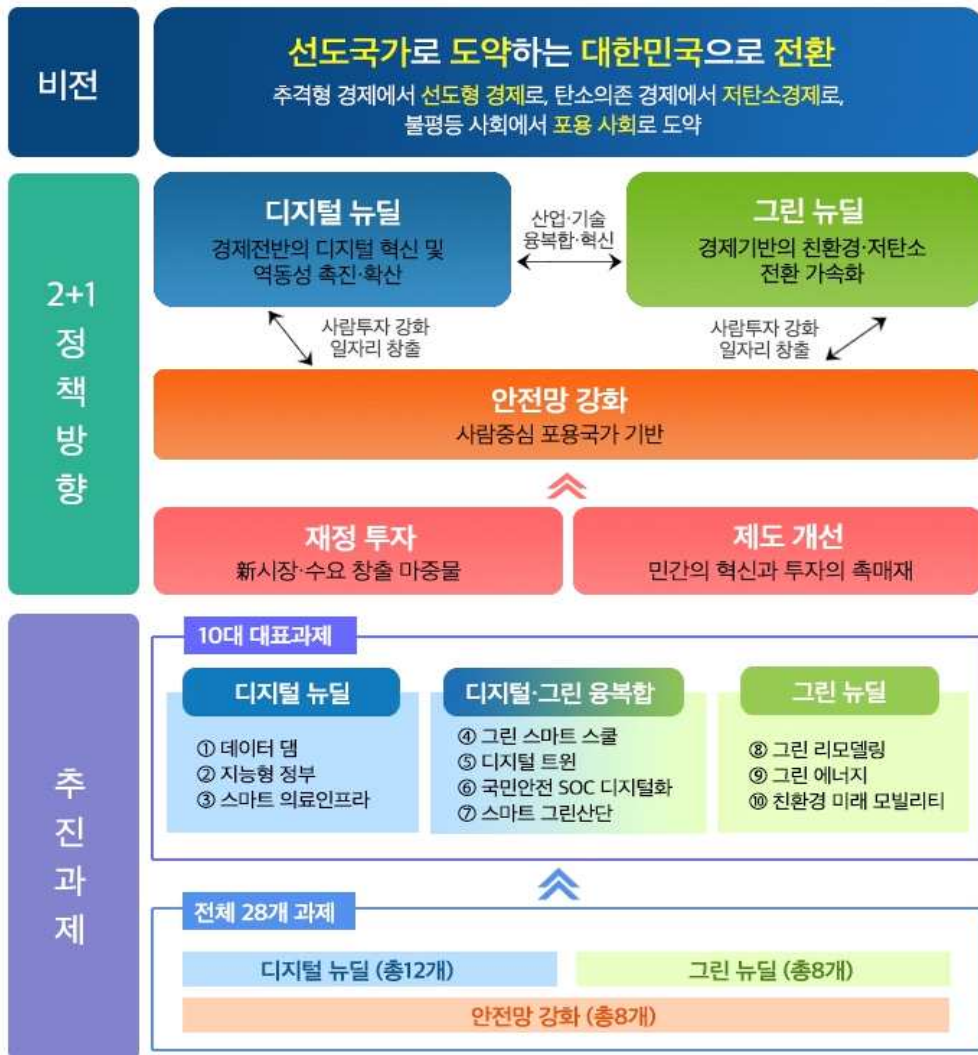 비전
선도국가로 도약하는 대한민국으로 전환
추격형 경제에서 선도형 경제로, 탄소의존 경제에서 저탄소경제로,
불평등 사회에서 포용 사회로 도약
2+1
정
책
방
향
디지털 뉴딜
경제전반의 디지털 혁신 및
역동성 촉진·확산
산업·기술
융복합·혁신
그린 뉴딜
경제기반의 친환경·저탄소
전환 가속화
사람투자 강화
일자리 창출
사람투자 강화
일자리 창출
안전망 강화
사람중심 포용국가 기반
재정 투자
新시장·수요 창출 마중물
제도 개선
민간의 혁신과 투자의 촉매재
추
진
과
제
10대 대표과제
디지털 뉴딜
① 데이터 댐
② 지능형 정부
③ 스마트 의료인프라
디지털·그린 융복합
④ 그린 스마트 스쿨
⑤ 디지털 트윈
⑥ 국민안전 SOC 디지털화
⑦ 스마트 그린산단
그린 뉴딜
⑧ 그린 리모델링
⑨ 그린 에너지
⑩ 친환경 미래 모빌리티
전체 28개 과제
디지털 뉴딜 (총12개)
그린 뉴딜 (총8개)
안전망 강화 (총8개)